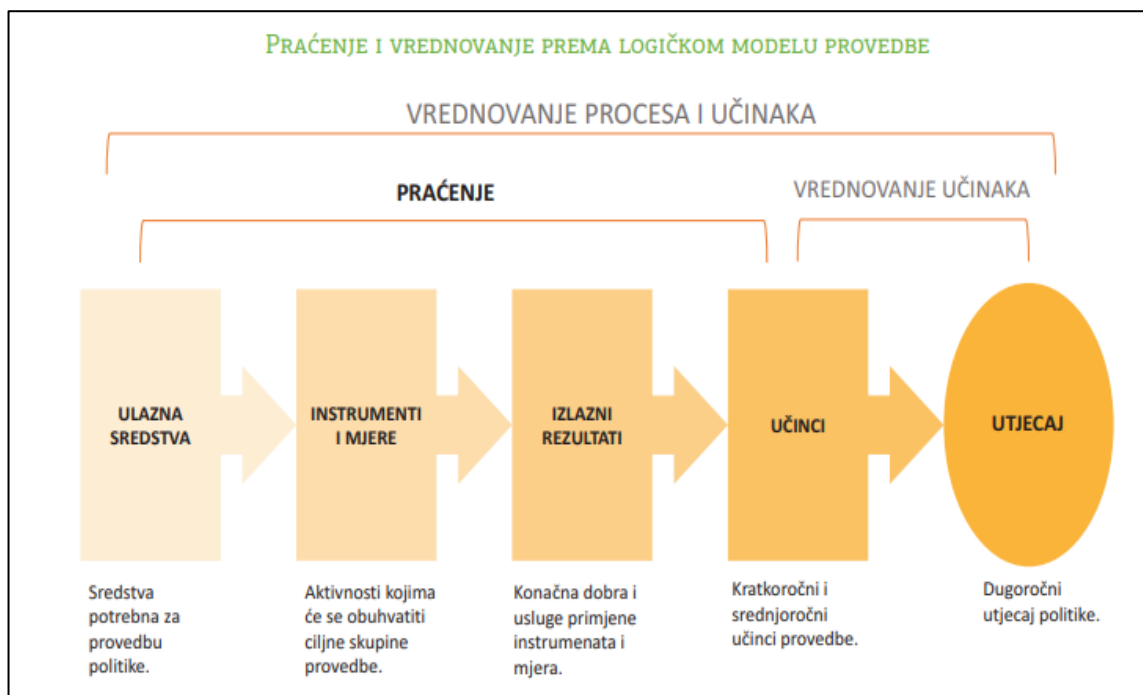 PRAĆENJE I VREDNOVANJE PREMA LOGIČKOM MODELU PROVEDBE
VREDNOVANJE PROCESA I UČINAKA
PRAĆENJE
VREDNOVANJE UČINAKA
ULAZNA
SREDSTVA
INSTRUMENTI
I MJERE
IZLAZNI
REZULTATI
UČINCI
UTJECAJ
Sredstva
potrebna za
provedbu
politike.
Aktivnosti kojima
će se obuhvatiti
ciljne skupine
provedbe.
Konačna dobra i
usluge primjene
instrumenata i
mjera.
Kratkoročni i
srednjoročni
učinci provedbe.
Dugoročni
utjecaj politike.